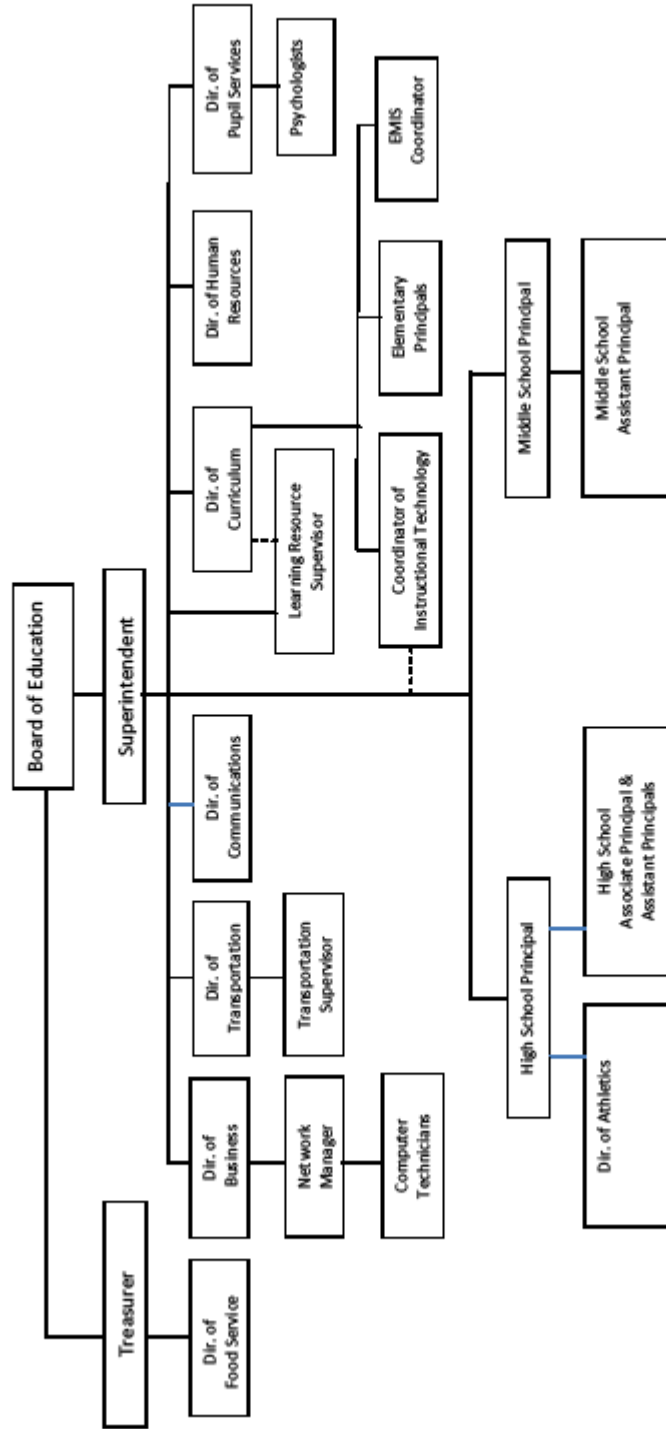 Board of Education
Treasurer
Superintendent
Dir. of
Food Service
Dir. of
Business
Dir. of
Transportation
Dir. of
Communications
Dir. of
Curriculum
Dir. of Human
Resources
Dir. of
Pupil Services
Network
Manager
Transportation
Supervisor
Learning Resource
Supervisor
Psychologists
Computer
Technicians
Coordinator of
Instructional Technology
Elementary
Principals
EMIS
Coordinator
High School Principal
Middle School Principal
Dir. of Athletics
High School
Associate Principal &
Assistant Principals
Middle School
Assistant Principal